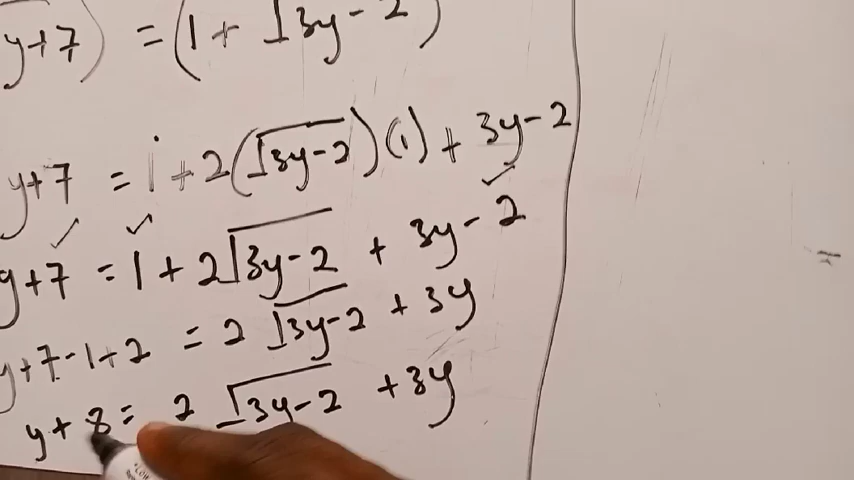 y+7) = (1 + √3y-2)
y+7 = 1 + 2(√3y-2)(1) + 3y-2
y+7 = 1 + 2√3y-2 + 3y-2
y+7-1+2 = 2 √3y-2 + 3y
y+8 = 2 √3y-2 + 3y
=